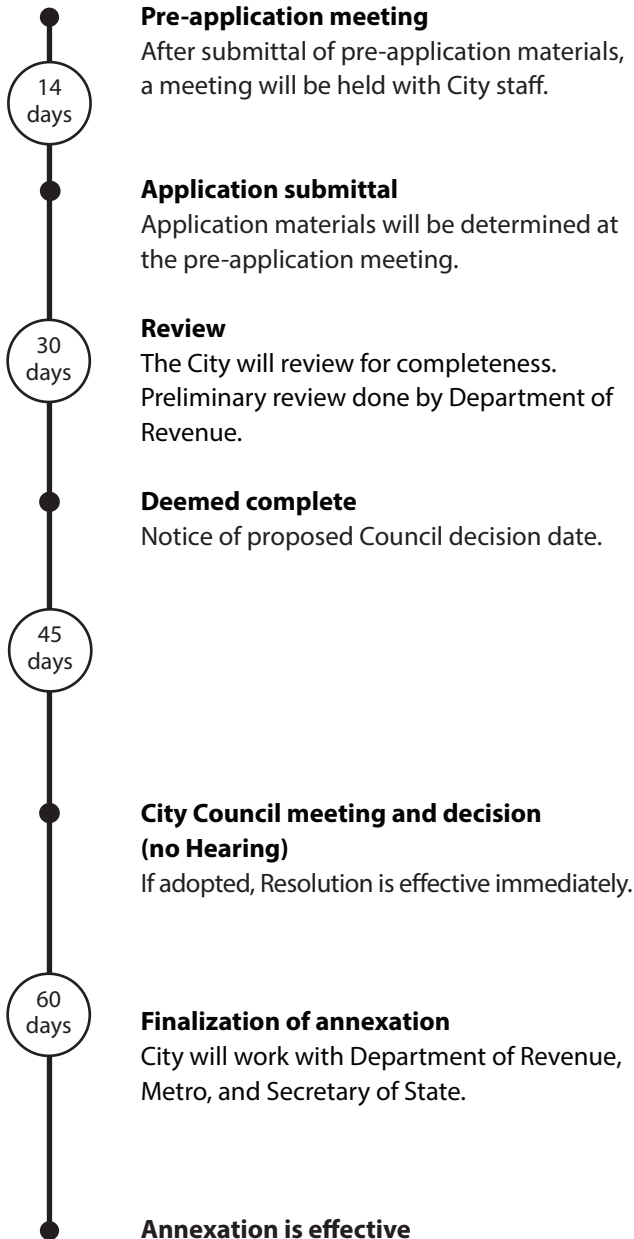 Pre-application meeting
After submittal of pre-application materials,
a meeting will be held with City staff.
14
days
Application submittal
Application materials will be determined at
the pre-application meeting.
30
days
Review
The City will review for completeness.
Preliminary review done by Department of
Revenue.
Deemed complete
Notice of proposed Council decision date.
45
days
City Council meeting and decision
(no Hearing)
If adopted, Resolution is effective immediately.
60
days
Finalization of annexation
City will work with Department of Revenue,
Metro, and Secretary of State.
Annexation is effective